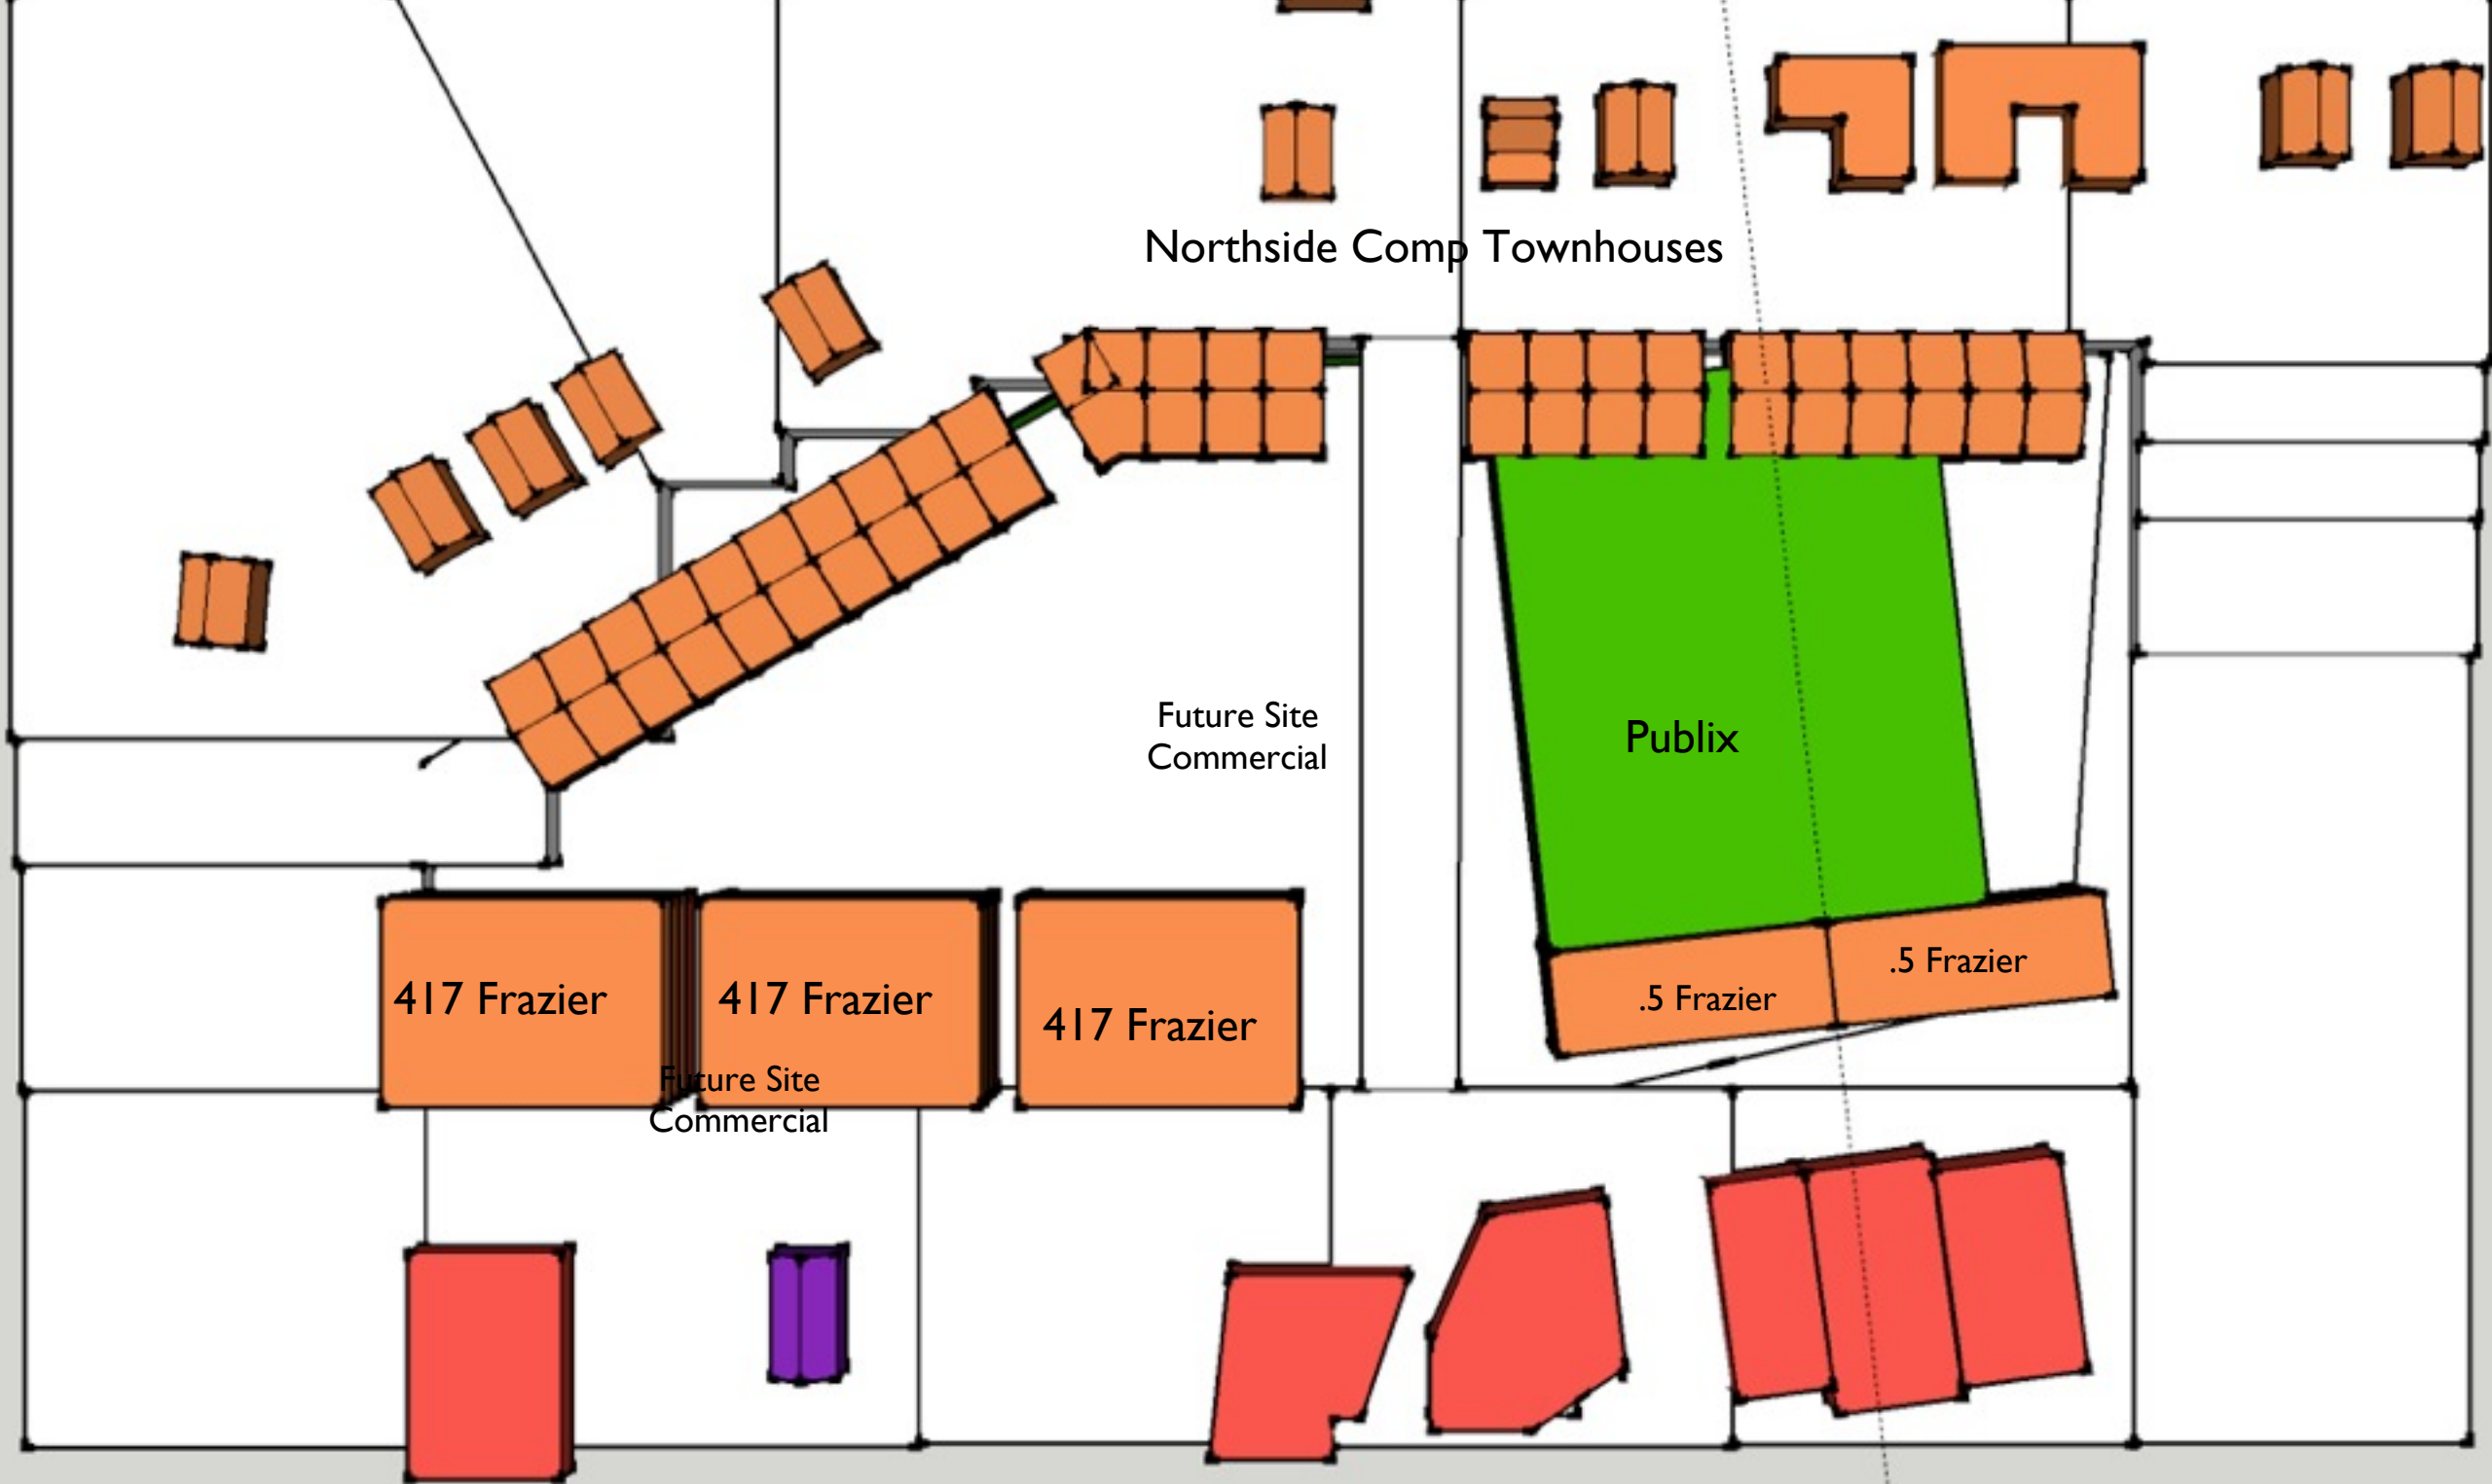 Northside Comp Townhouses
Future Site
Commercial
Publix
417 Frazier
417 Frazier
417 Frazier
.5 Frazier
.5 Frazier
Future Site
Commercial